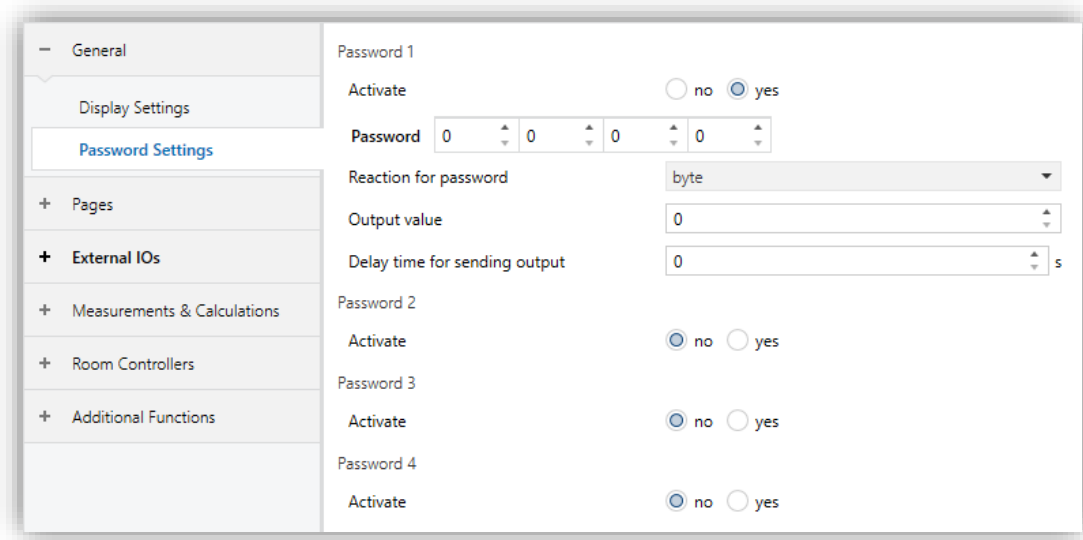 General
Display Settings
Password Settings
Pages
External IOs
Measurements & Calculations
Room Controllers
Additional Functions
Password 1
Activate no yes
Password 0 0 0 0
Reaction for password byte
Output value 0
Delay time for sending output 0 s
Password 2
Activate no yes
Password 3
Activate no yes
Password 4
Activate no yes